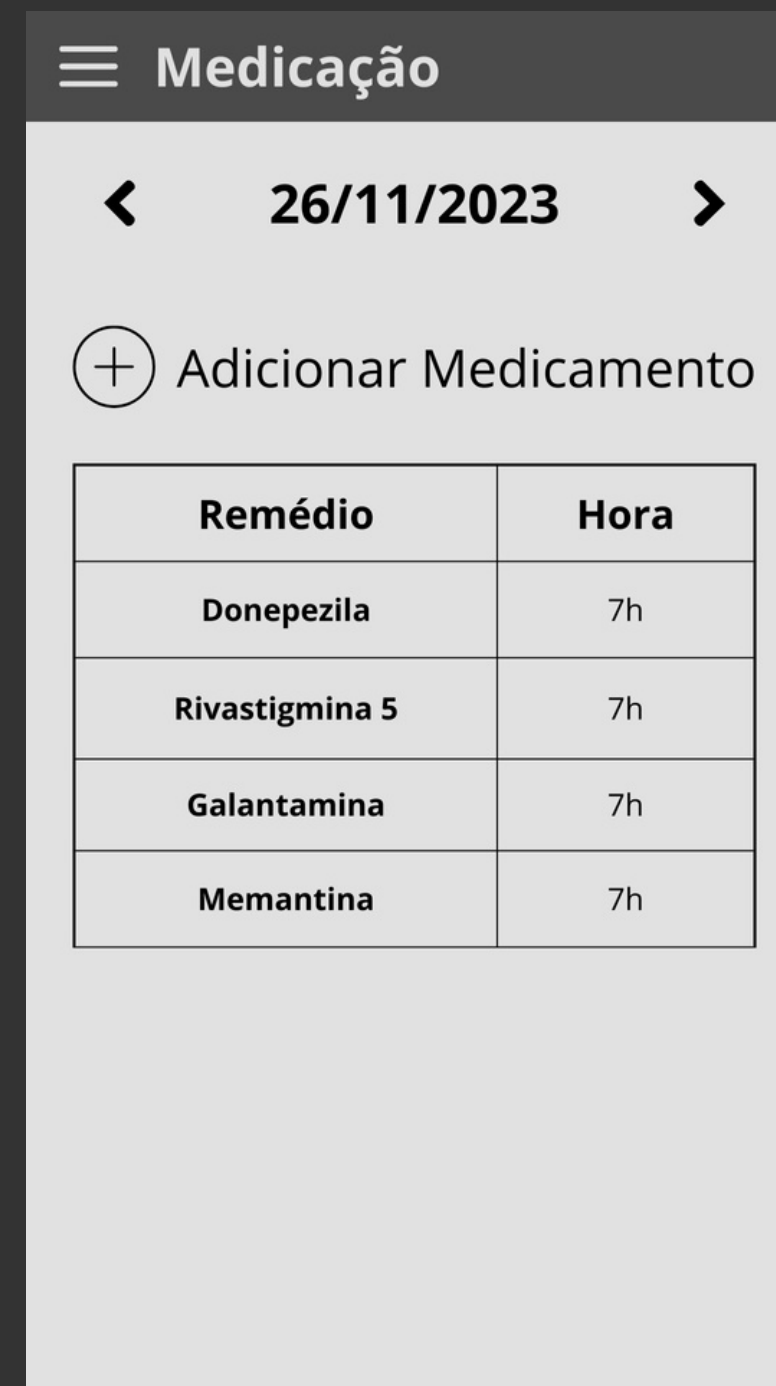 Medicação
26/11/2023
Adicionar Medicamento
Remédio Hora
Donepezila 7h
Rivastigmina 5 7h
Galantamina 7h
Memantina 7h